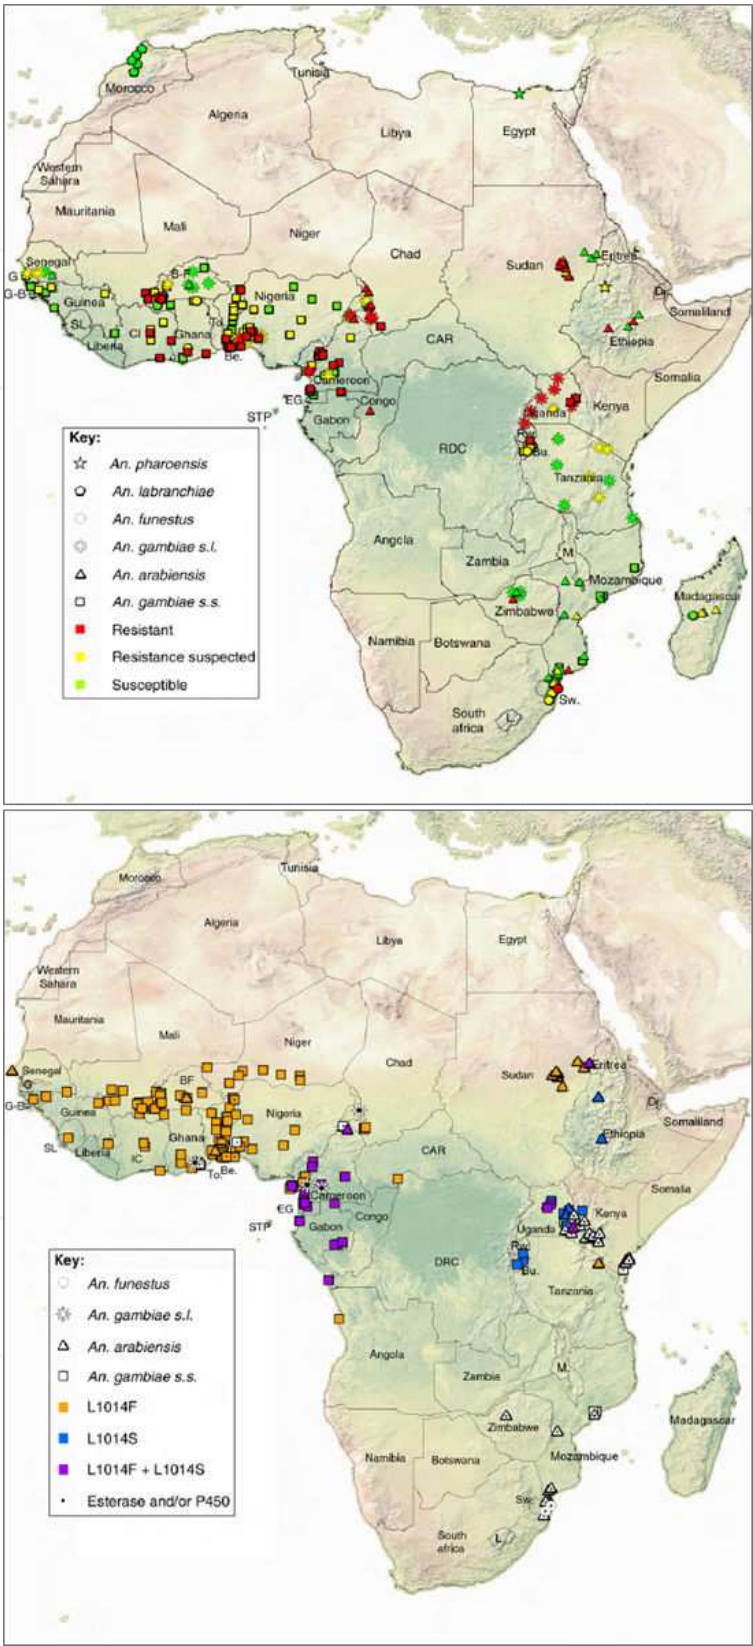 Tunisia
Morocco
Algeria
Libya
Egypt
Western
Sahara
Mauritania
Mali
Niger
Chad
Sudan
Eritrea
Senegal
B-F
G
G-B
Guinea
Nigeria
Dj.
Somaliland
SL
Liberia
CI
Ghana
To.
Be.
Ethiopia
CAR
Cameroon
Somalia
EG
Congo
STP
Gabon
Uganda
Kenya
RDC
Rw.
Bu.
Tanzania
Key:
An. pharoensis
An. labranchiae
An. funestus
An. gambiae s.l.
An. arabiensis
An. gambiae s.s.
Resistant
Resistance suspected
Susceptible
Angola
Zambia
M.
Mozambique
Madagascar
Zimbabwe
Namibia
Botswana
Sw.
South
africa
L.
Tunisia
Morocco
Algeria
Libya
Egypt
Western
Sahara
Mauritania
Mali
Niger
Chad
Sudan
Eritrea
Senegal
G
BF
G-B
Guinea
Nigeria
Dj.
Somaliland
SL
Liberia
IC
Ghana
To.
Be.
Ethiopia
CAR
Cameroon
Somalia
EG
Congo
STP
Gabon
Uganda
Kenya
DRC
Rw.
Bu.
Tanzania
Key:
An. funestus
An. gambiae s.l.
An. arabiensis
An. gambiae s.s.
L1014F
L1014S
L1014F + L1014S
Esterase and/or P450
Angola
Zambia
M.
Zimbabwe
Madagascar
Mozambique
Namibia
Botswana
Sw.
South
africa
L.